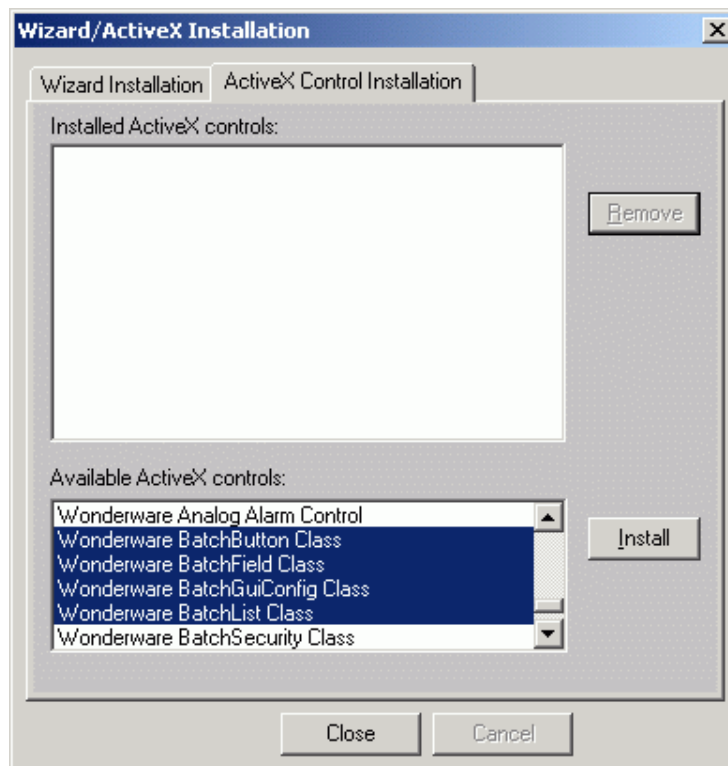 Wizard/ActiveX Installation
Wizard Installation
ActiveX Control Installation
Installed ActiveX controls:
Remove
Available ActiveX controls:
Wonderware Analog Alarm Control
Wonderware BatchButton Class
Wonderware BatchField Class
Wonderware BatchGuiConfig Class
Wonderware BatchList Class
Wonderware BatchSecurity Class
Install
Close
Cancel